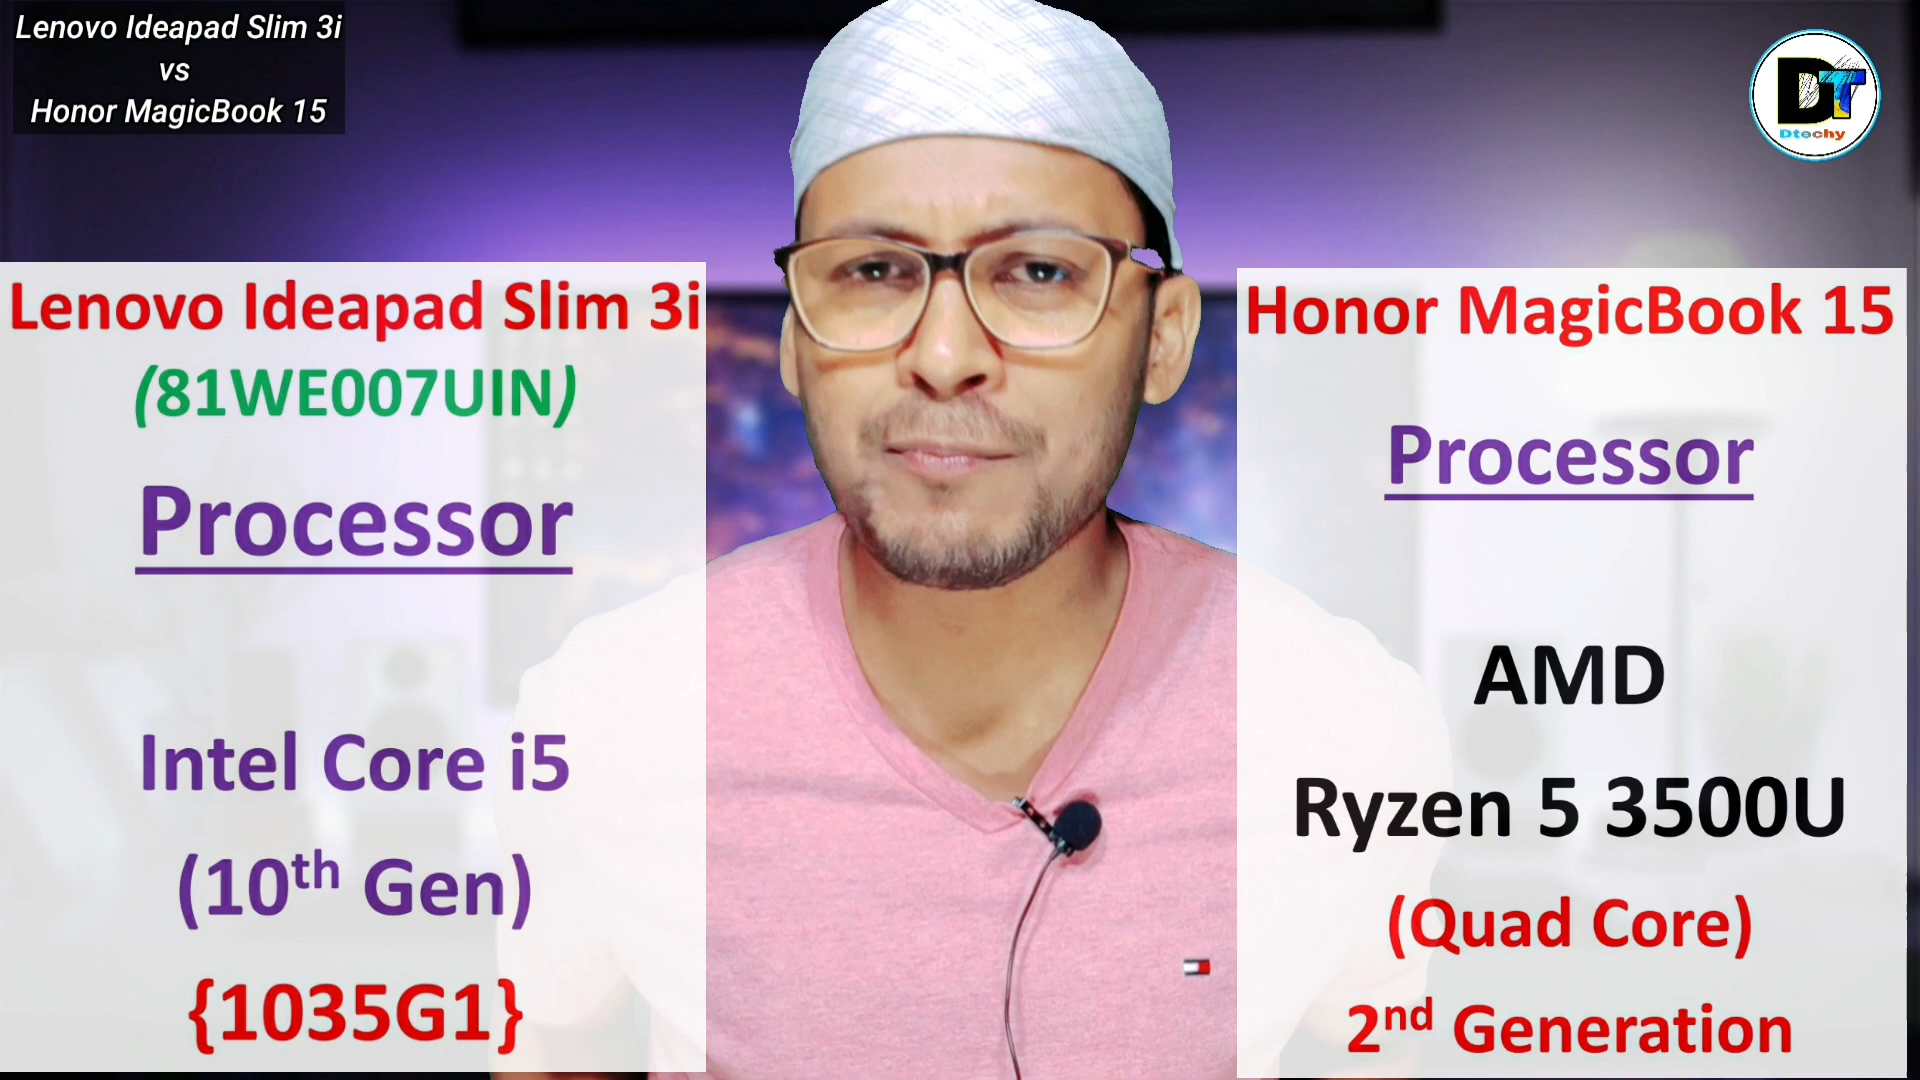 Lenovo Ideapad Slim 3i
vs
Honor MagicBook 15
DT
Dtechy
Lenovo Ideapad Slim 3i
(81WE007UIN)
Processor
Intel Core i5
(10th Gen)
{1035G1}
Honor MagicBook 15
Processor
AMD
Ryzen 5 3500U
(Quad Core)
2nd Generation